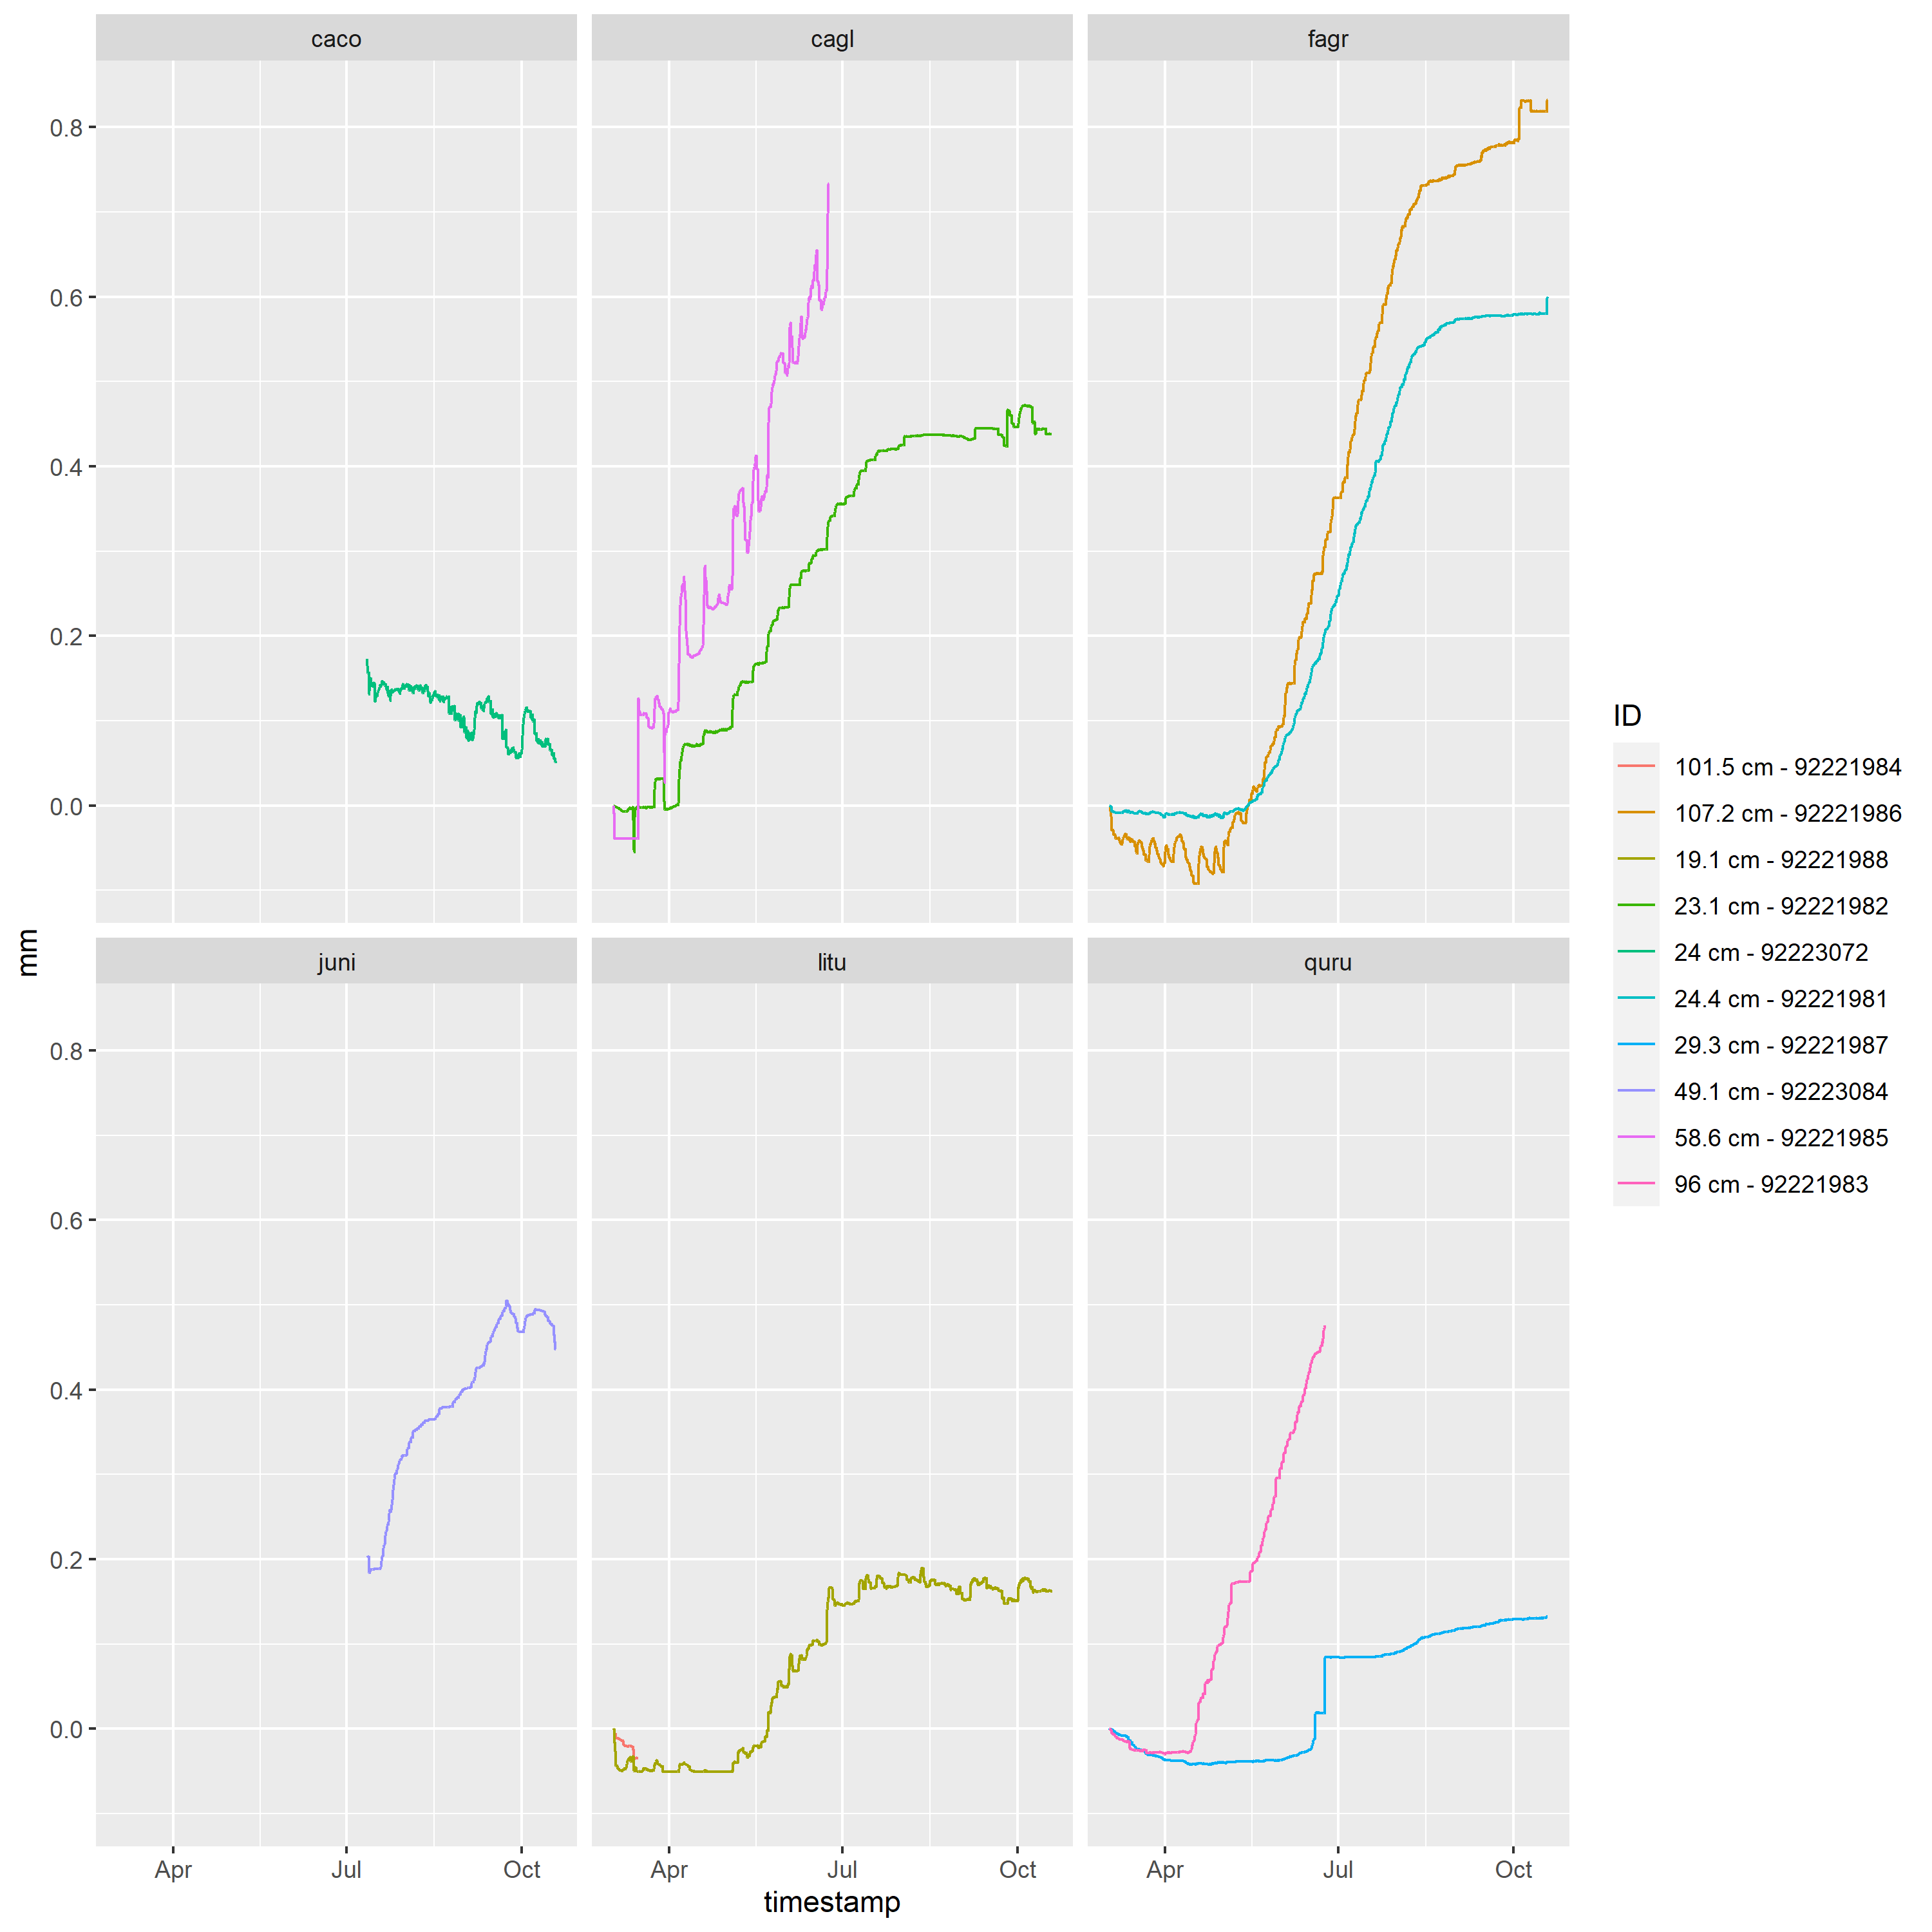 caco
cagl
fagr
0.8
0.6
0.4
0.2
0.0
mm
juni
litu
quru
0.8
0.6
0.4
0.2
0.0
Apr
Jul
Oct
Apr
Jul
Oct
Apr
Jul
Oct
timestamp
ID
101.5 cm - 92221984
107.2 cm - 92221986
19.1 cm - 92221988
23.1 cm - 92221982
24 cm - 92223072
24.4 cm - 92221981
29.3 cm - 92221987
49.1 cm - 92223084
58.6 cm - 92221985
96 cm - 92221983